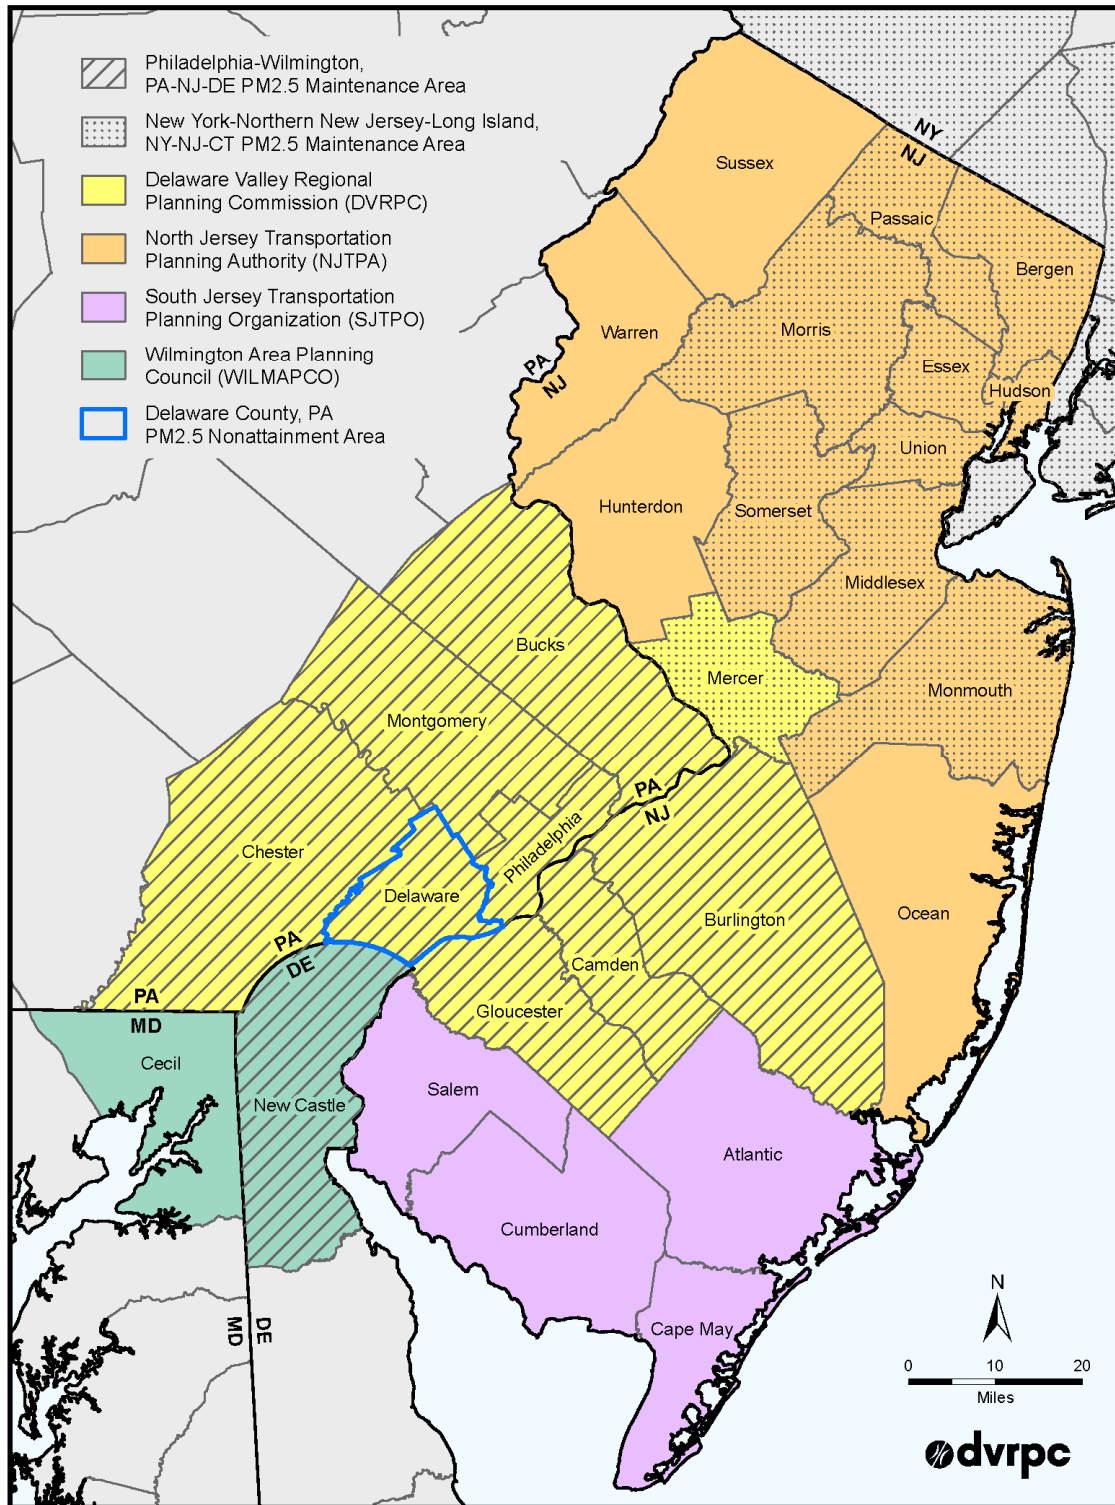 Philadelphia-Wilmington,
PA-NJ-DE PM2.5 Maintenance Area
New York-Northern New Jersey-Long Island,
NY-NJ-CT PM2.5 Maintenance Area
Delaware Valley Regional
Planning Commission (DVRPC)
North Jersey Transportation
Planning Authority (NJTPA)
South Jersey Transportation
Planning Organization (SJTPO)
Wilmington Area Planning
Council (WILMAPCO)
Delaware County, PA
PM2.5 Nonattainment Area
NY
NJ
Sussex
Passaic
Bergen
Warren
Morris
Essex
Hudson
PA
NJ
Union
Hunterdon
Somerset
Middlesex
Bucks
Mercer
Monmouth
Montgomery
PA
NJ
Chester
Philadelphia
Delaware
Burlington
Ocean
PA
DE
Camden
Gloucester
PA
MD
Cecil
Salem
New Castle
Atlantic
Cumberland
Cape May
MD
DE
N
0 10 20
Miles
dvrpc